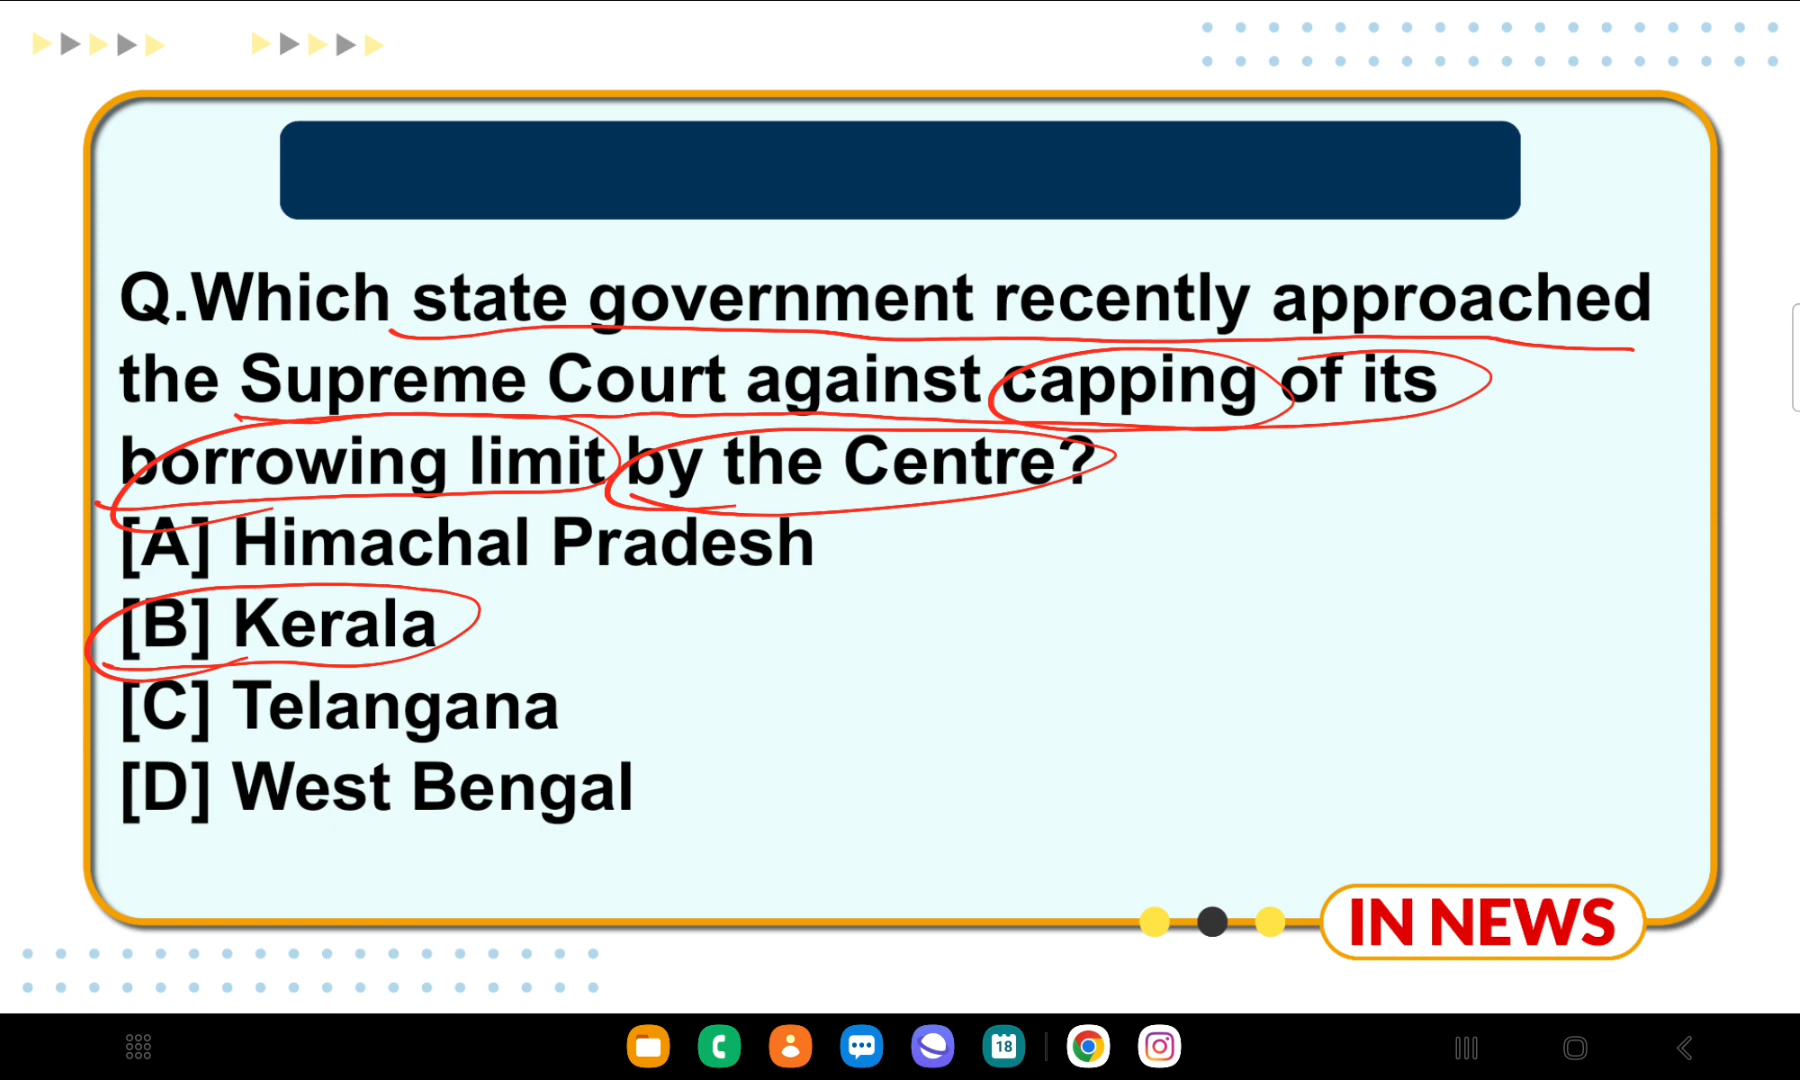 Q.Which state government recently approached
the Supreme Court against capping of its
borrowing limit by the Centre?
[A] Himachal Pradesh
[B] Kerala
[C] Telangana
[D] West Bengal
IN NEWS
18